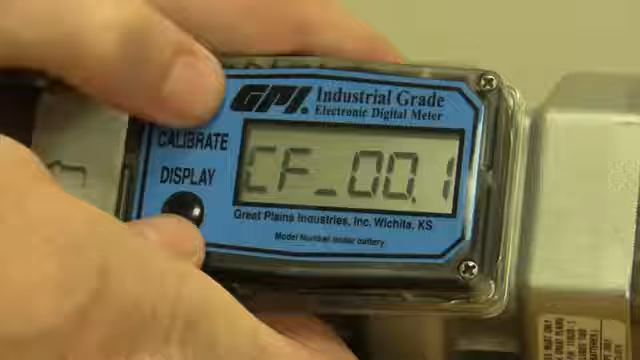 GPI. Industrial Grade
Electronic Digital Meter
CALIBRATE
DISPLAY
CF_00.1
Great Plains Industries, Inc. Wichita, KS
Model Number under battery